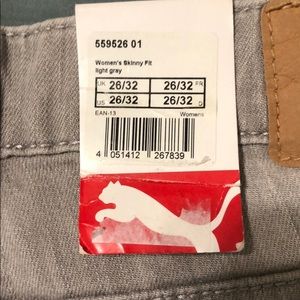 559526 01
Women's Skinny Fit
light gray
UK 26/32 26/32 FR
US 26/32 26/32 D
EAN-13 Womens
4 051412 267839